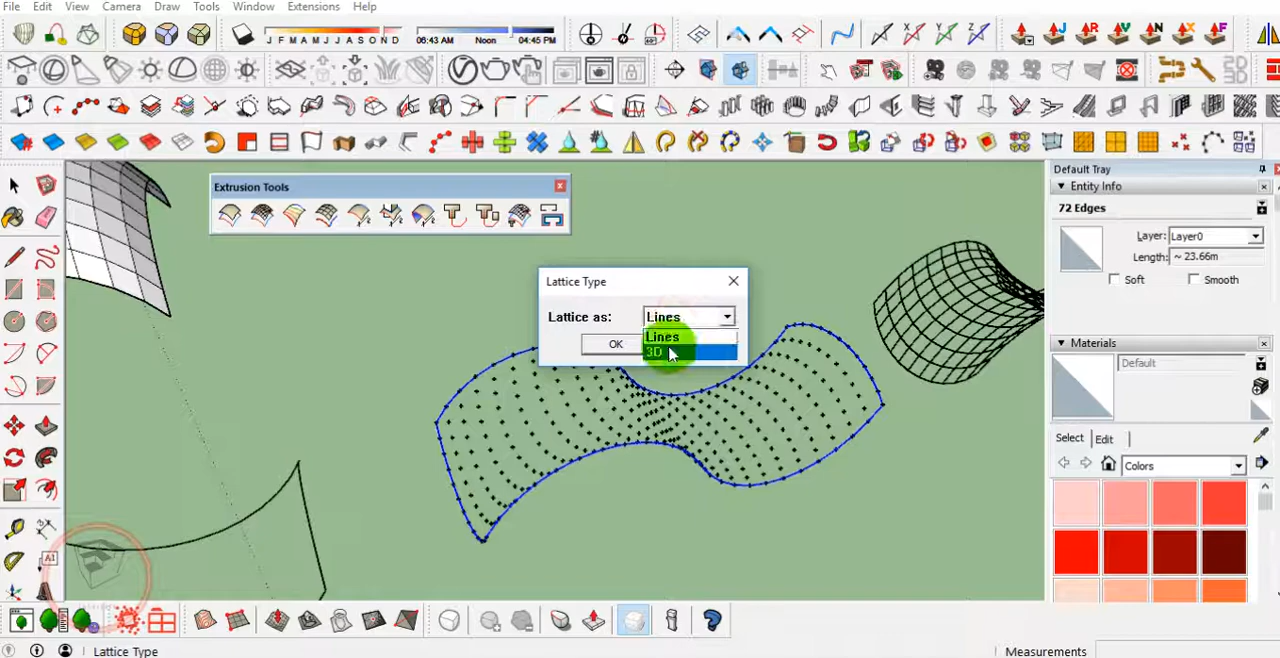 File Edit View Camera Draw Tools Window Extensions Help
J F M A M J J A S O N D
06:43 AM Noon 04:45 PM
Default Tray
Extrusion Tools
Entity Info
72 Edges
Layer: Layer0
Length: ~ 23.66m
Soft Smooth
Lattice Type
Lattice as: Lines
Lines
OK
3D
Materials
Default
Select Edit
Colors
Lattice Type
Measurements